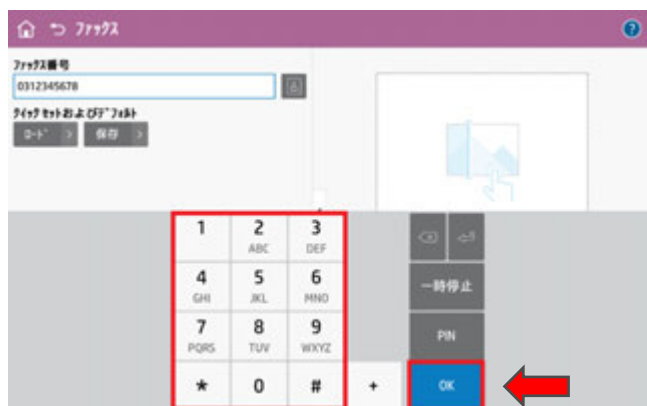 ファックス
ファックス番号
0312345678
クイックセットおよびデフォルト
ロード >
保存 >
1
2
ABC
3
DEF
4
GHI
5
JKL
6
MNO
一時停止
7
PQRS
8
TUV
9
WXYZ
PIN
*
0
#
+
OK